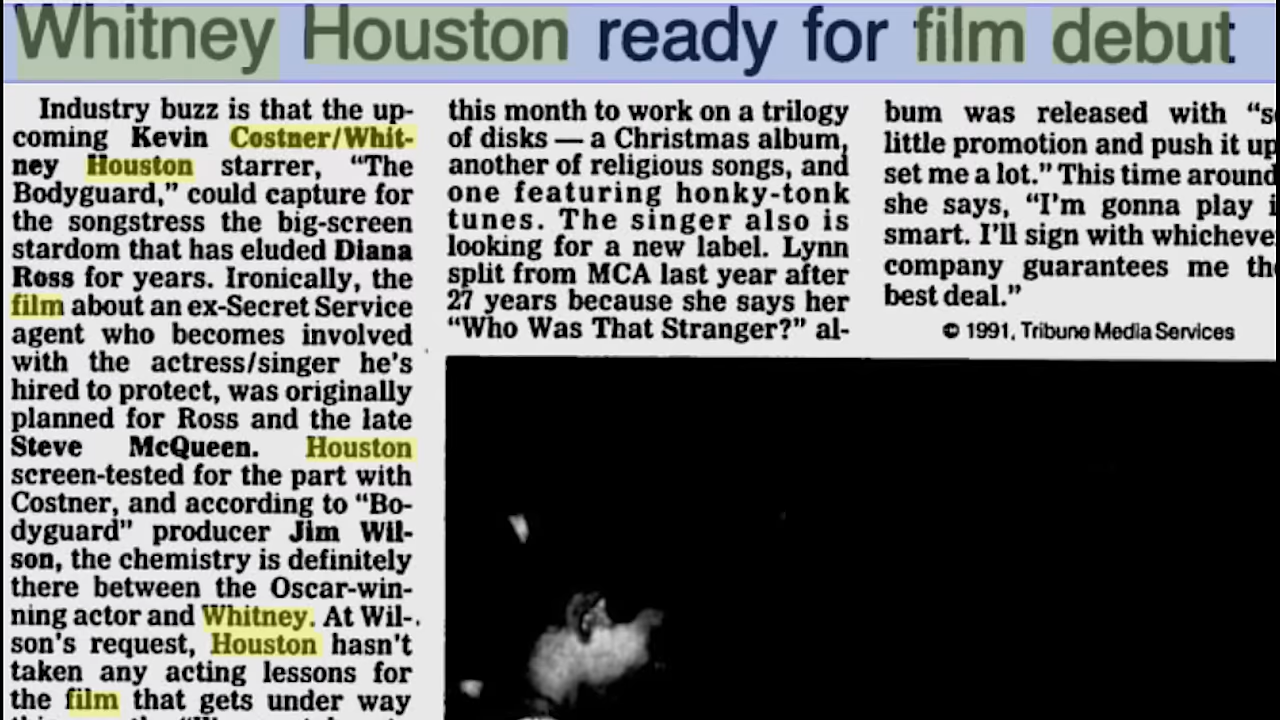 Whitney Houston ready for film debut
Industry buzz is that the up-
coming Kevin Costner/Whit-
ney Houston starrer, “The
Bodyguard,” could capture for
the songstress the big-screen
stardom that has eluded Diana
Ross for years. Ironically, the
film about an ex-Secret Service
agent who becomes involved
with the actress/singer he’s
hired to protect, was originally
planned for Ross and the late
Steve McQueen. Houston
screen-tested for the part with
Costner, and according to “Bo-
dyguard” producer Jim Wil-
son, the chemistry is definitely
there between the Oscar-win-
ning actor and Whitney. At Wil-
son’s request, Houston hasn’t
taken any acting lessons for
the film that gets under way
this month to work on a trilogy
of disks — a Christmas album,
another of religious songs, and
one featuring honky-tonk
tunes. The singer also is
looking for a new label. Lynn
split from MCA last year after
27 years because she says her
“Who Was That Stranger?” al-
bum was released with “s
little promotion and push it up
set me a lot.” This time around
she says, “I’m gonna play i
smart. I’ll sign with whicheve
company guarantees me the
best deal.”
© 1991, Tribune Media Services